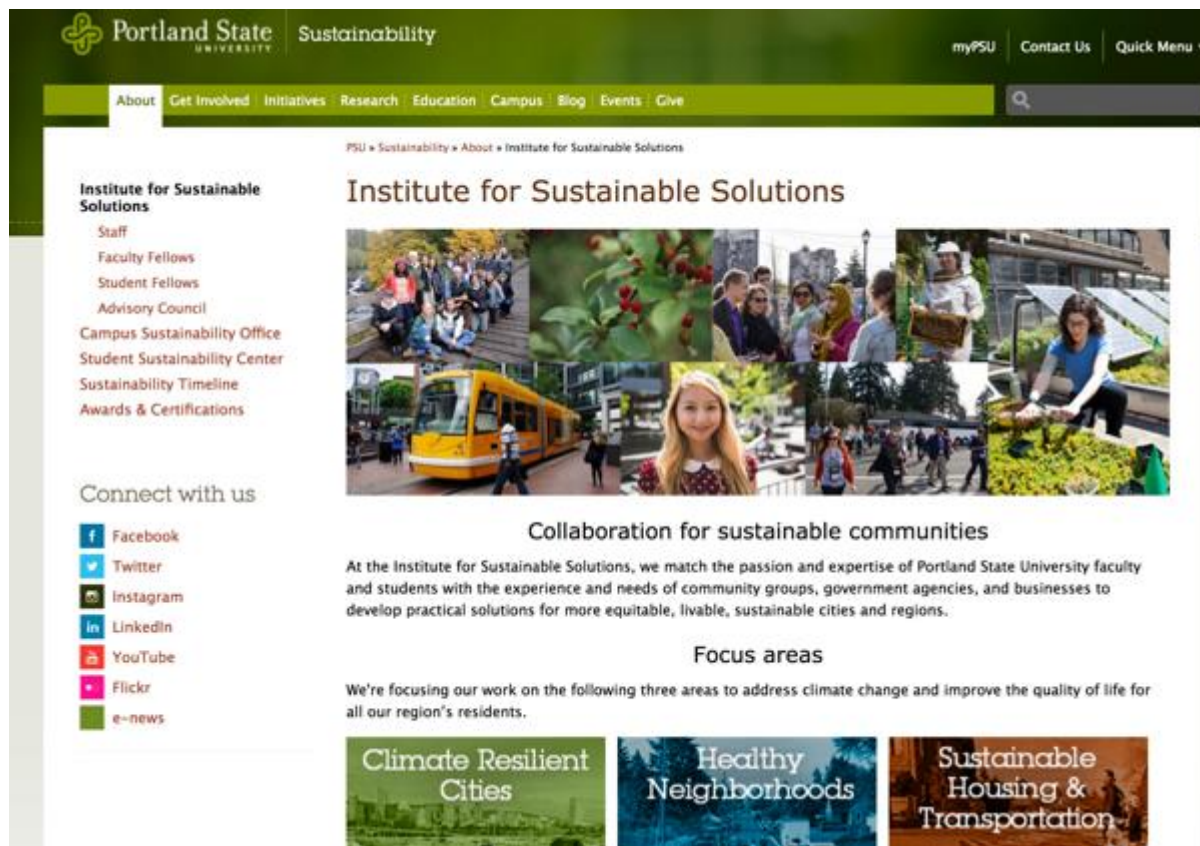 Portland State
UNIVERSITY
Sustainability
myPSU
Contact Us
Quick Menu
About
Get Involved
Initiatives
Research
Education
Campus
Blog
Events
Give
PSU » Sustainability » About » Institute for Sustainable Solutions
Institute for Sustainable
Solutions
Staff
Faculty Fellows
Student Fellows
Advisory Council
Campus Sustainability Office
Student Sustainability Center
Sustainability Timeline
Awards & Certifications
Connect with us
Facebook
Twitter
Instagram
LinkedIn
YouTube
Flickr
e-news
Institute for Sustainable Solutions
Collaboration for sustainable communities
At the Institute for Sustainable Solutions, we match the passion and expertise of Portland State University faculty
and students with the experience and needs of community groups, government agencies, and businesses to
develop practical solutions for more equitable, livable, sustainable cities and regions.
Focus areas
We're focusing our work on the following three areas to address climate change and improve the quality of life for
all our region's residents.
Climate Resilient
Cities
Healthy
Neighborhoods
Sustainable
Housing &
Transportation